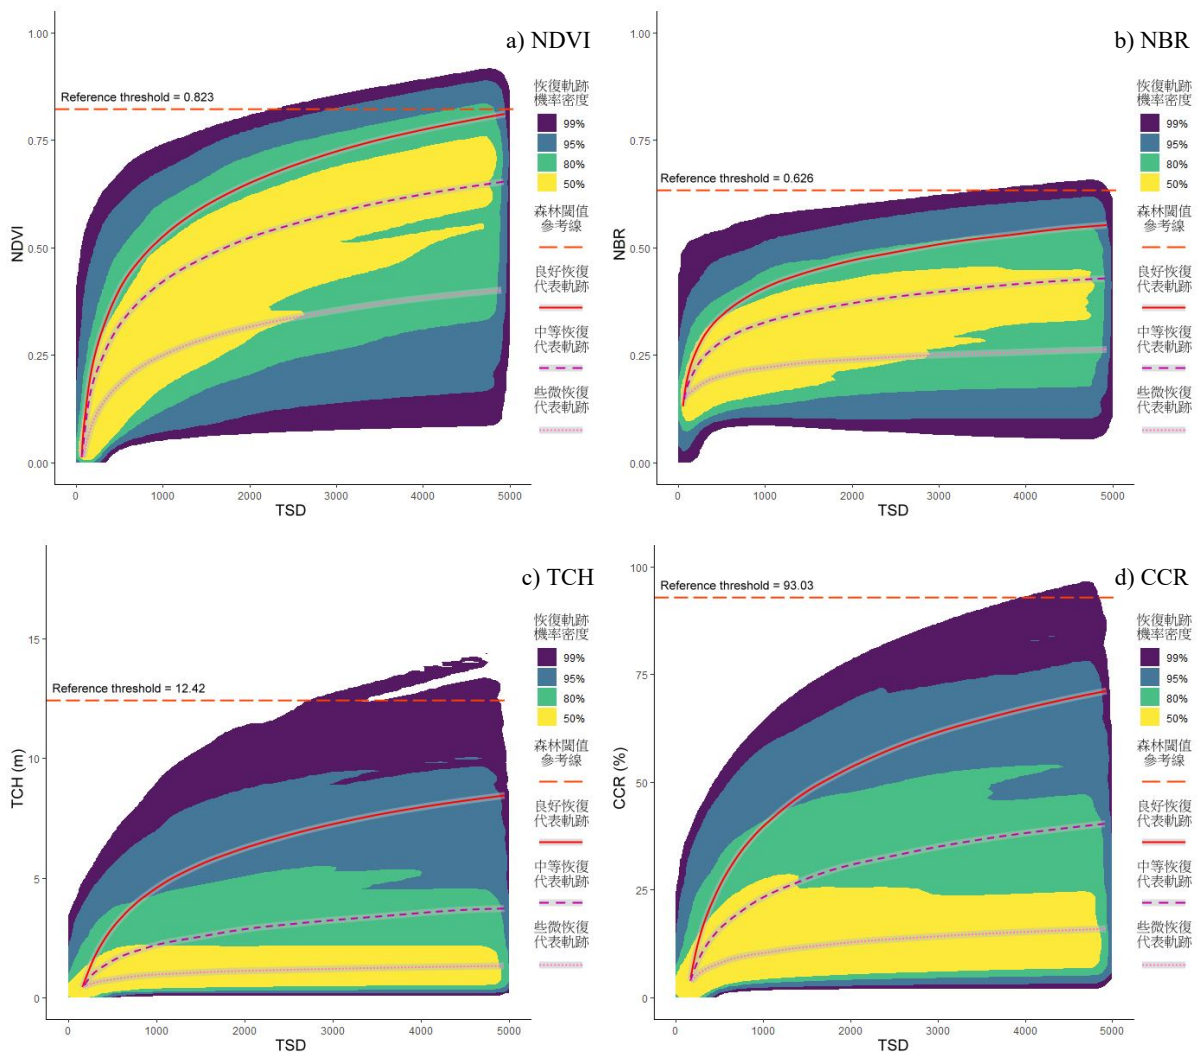 a) NDVI
1.00
0.75
0.50
0.25
0.00
NDVI
Reference threshold = 0.823
0
1000
2000
3000
4000
5000
TSD
恢復軌跡
機率密度
99%
95%
80%
50%
森林閾值
參考線
良好恢復
代表軌跡
中等恢復
代表軌跡
些微恢復
代表軌跡
b) NBR
1.00
0.75
0.50
0.25
0.00
NBR
Reference threshold = 0.626
0
1000
2000
3000
4000
5000
TSD
恢復軌跡
機率密度
99%
95%
80%
50%
森林閾值
參考線
良好恢復
代表軌跡
中等恢復
代表軌跡
些微恢復
代表軌跡
c) TCH
15
10
5
0
TCH (m)
Reference threshold = 12.42
0
1000
2000
3000
4000
5000
TSD
恢復軌跡
機率密度
99%
95%
80%
50%
森林閾值
參考線
良好恢復
代表軌跡
中等恢復
代表軌跡
些微恢復
代表軌跡
d) CCR
100
75
50
25
0
CCR (%)
Reference threshold = 93.03
0
1000
2000
3000
4000
5000
TSD
恢復軌跡
機率密度
99%
95%
80%
50%
森林閾值
參考線
良好恢復
代表軌跡
中等恢復
代表軌跡
些微恢復
代表軌跡